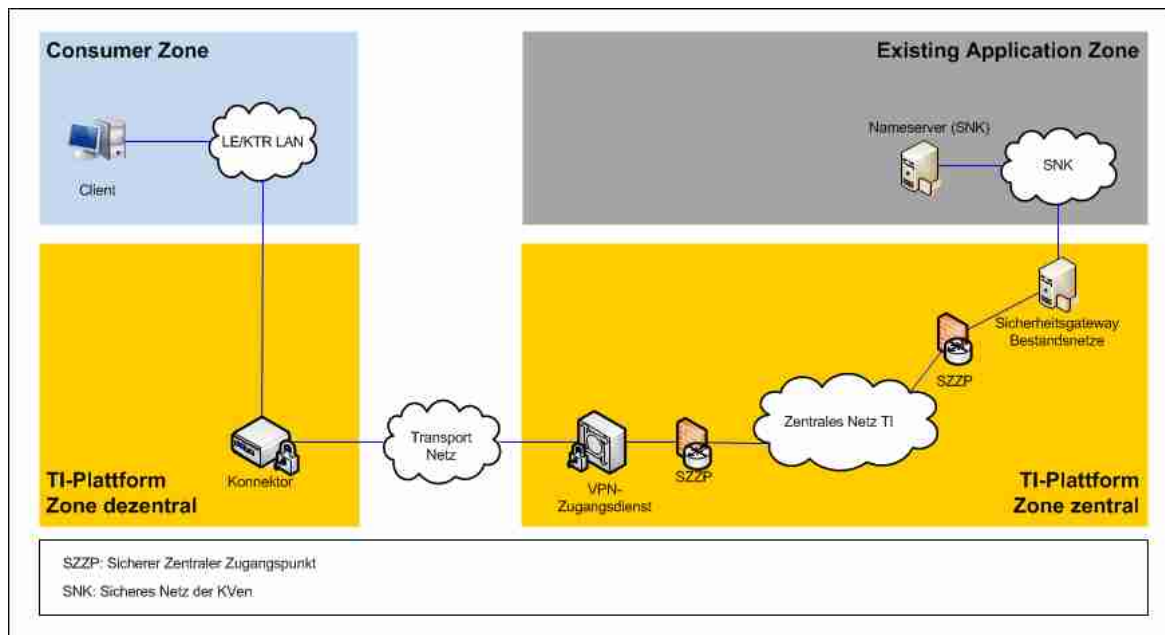 Consumer Zone
Existing Application Zone
LE/KTR LAN
Client
Nameserver (SNK)
SNK
Sicherheitsgateway
Bestandsnetze
SZZP
Zentrales Netz TI
Transport
Netz
Konnektor
VPN-
Zugangsdienst
SZZP
TI-Plattform
Zone dezentral
TI-Plattform
Zone zentral
SZZP: Sicherer Zentraler Zugangspunkt
SNK: Sicheres Netz der KVen